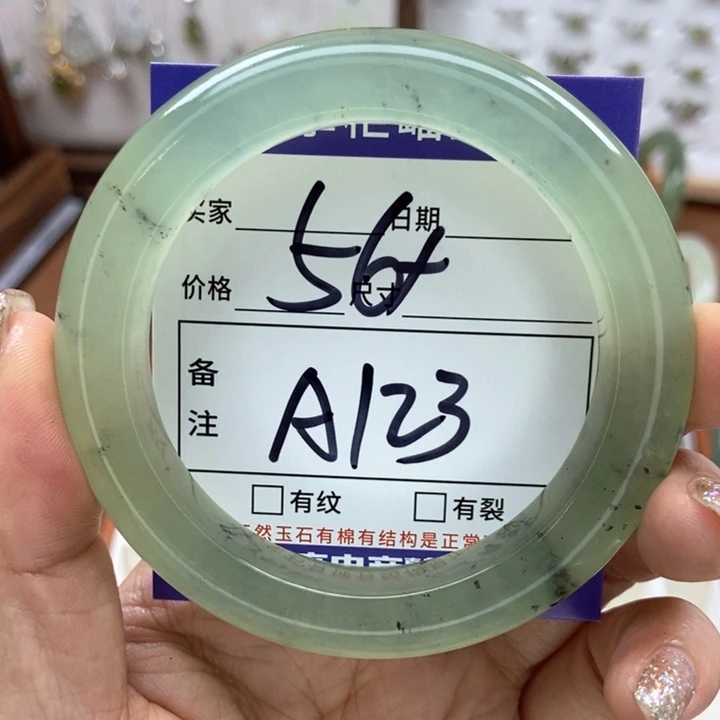 买家 日期
56
价格 尺寸
备注
A123
有纹 有裂
然玉石有棉有结构是正常